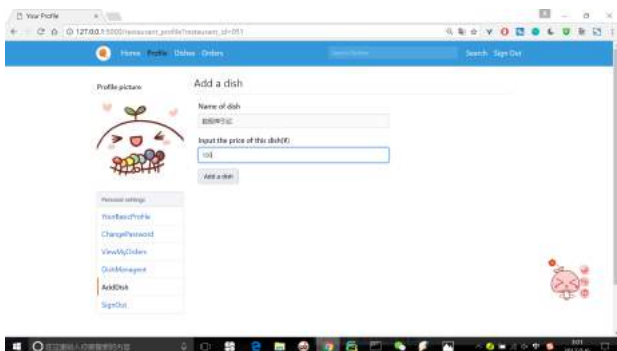 Your Profile
127.0.0.1:5000/restaurant_profile?restaurant_id=051
Home Profile Dishes Orders
Search Sign Out
Profile picture
Add a dish
Name of dish
Input the price of this dish(¥)
100
Add a dish
Personal settings
YourBasicProfile
ChangePassword
ViewMyOrders
DishManagent
AddDish
SignOut